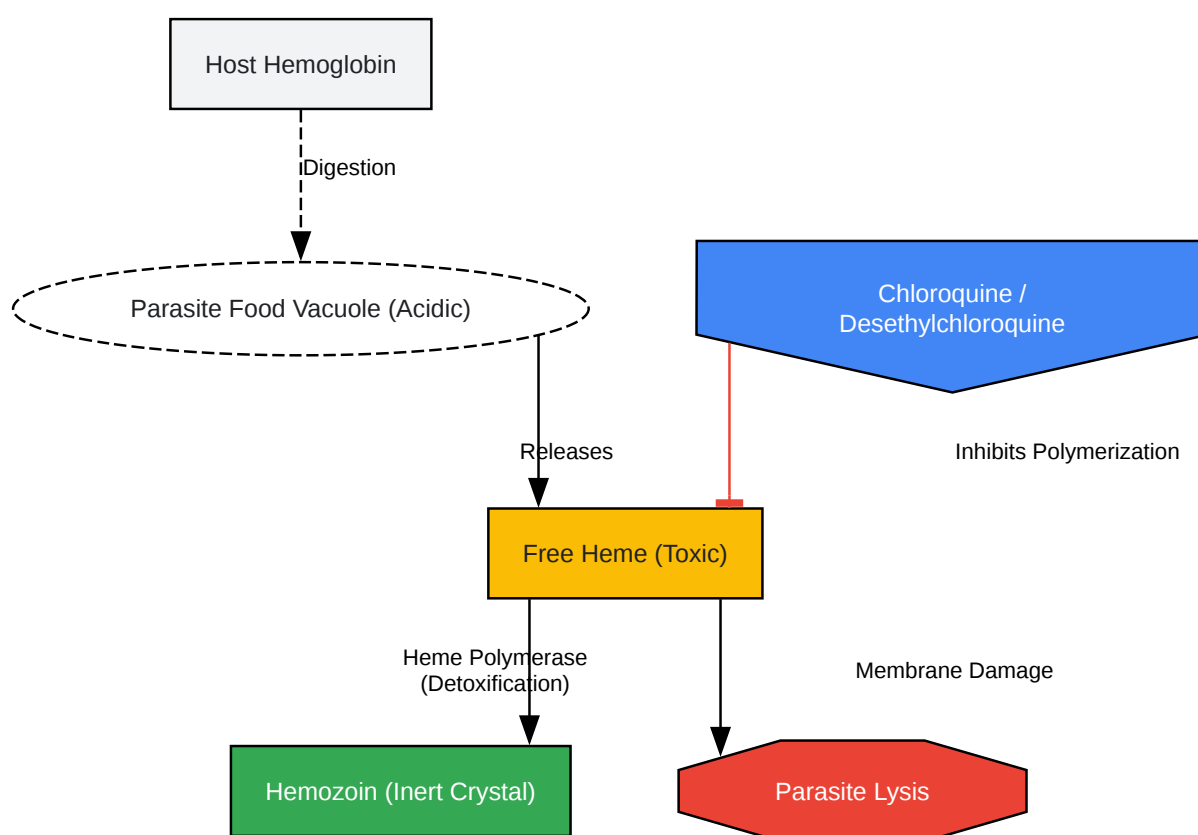 Host Hemoglobin
Digestion
Parasite Food Vacuole (Acidic)
Chloroquine /
Desethylchloroquine
Releases
Inhibits Polymerization
Free Heme (Toxic)
Heme Polymerase
(Detoxification)
Membrane Damage
Hemozoin (Inert Crystal)
Parasite Lysis